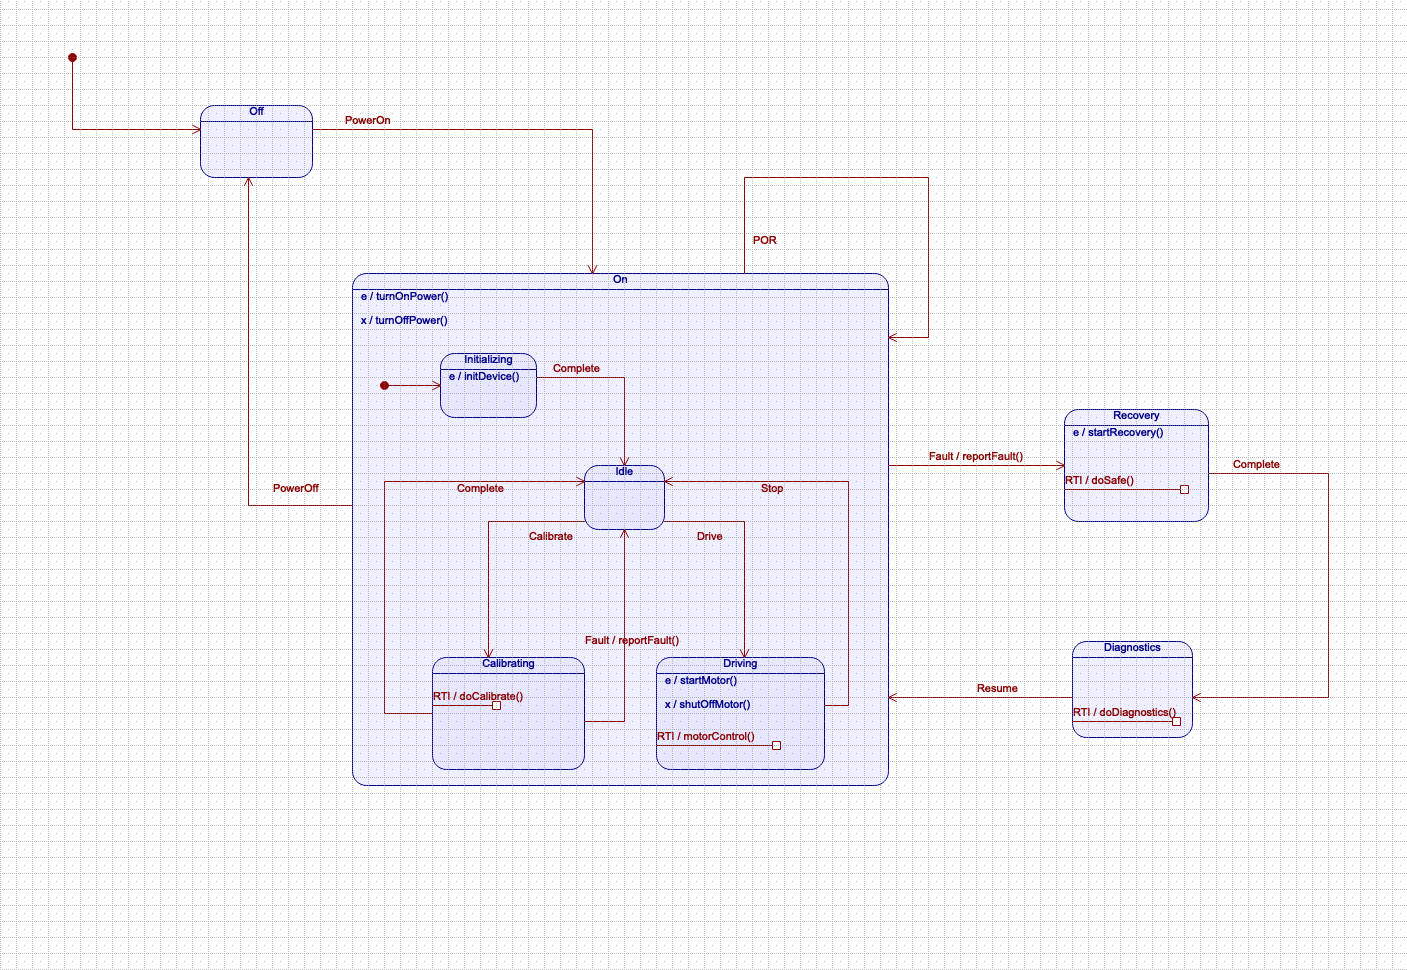 Off
PowerOn
POR
On
e / turnOnPower()
x / turnOffPower()
Initializing
e / initDevice()
Complete
Recovery
e / startRecovery()
Fault / reportFault()
Complete
RTI / doSafe()
Idle
PowerOff
Complete
Stop
Calibrate
Drive
Fault / reportFault()
Calibrating
RTI / doCalibrate()
Driving
e / startMotor()
x / shutOffMotor()
RTI / motorControl()
Diagnostics
Resume
RTI / doDiagnostics()